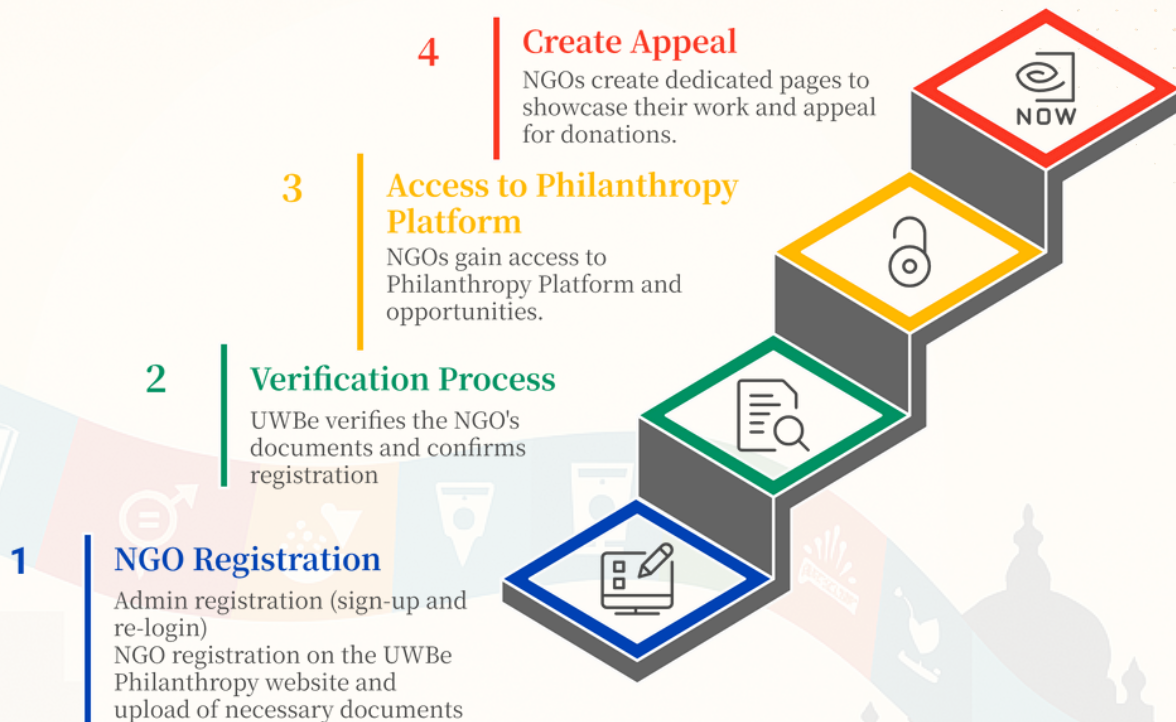 4
Create Appeal
NGOs create dedicated pages to
showcase their work and appeal
for donations.
NOW
3
Access to Philanthropy
Platform
NGOs gain access to
Philanthropy Platform and
opportunities.
2
Verification Process
UWBe verifies the NGO's
documents and confirms
registration
1
NGO Registration
Admin registration (sign-up and
re-login)
NGO registration on the UWBe
Philanthropy website and
upload of necessary documents